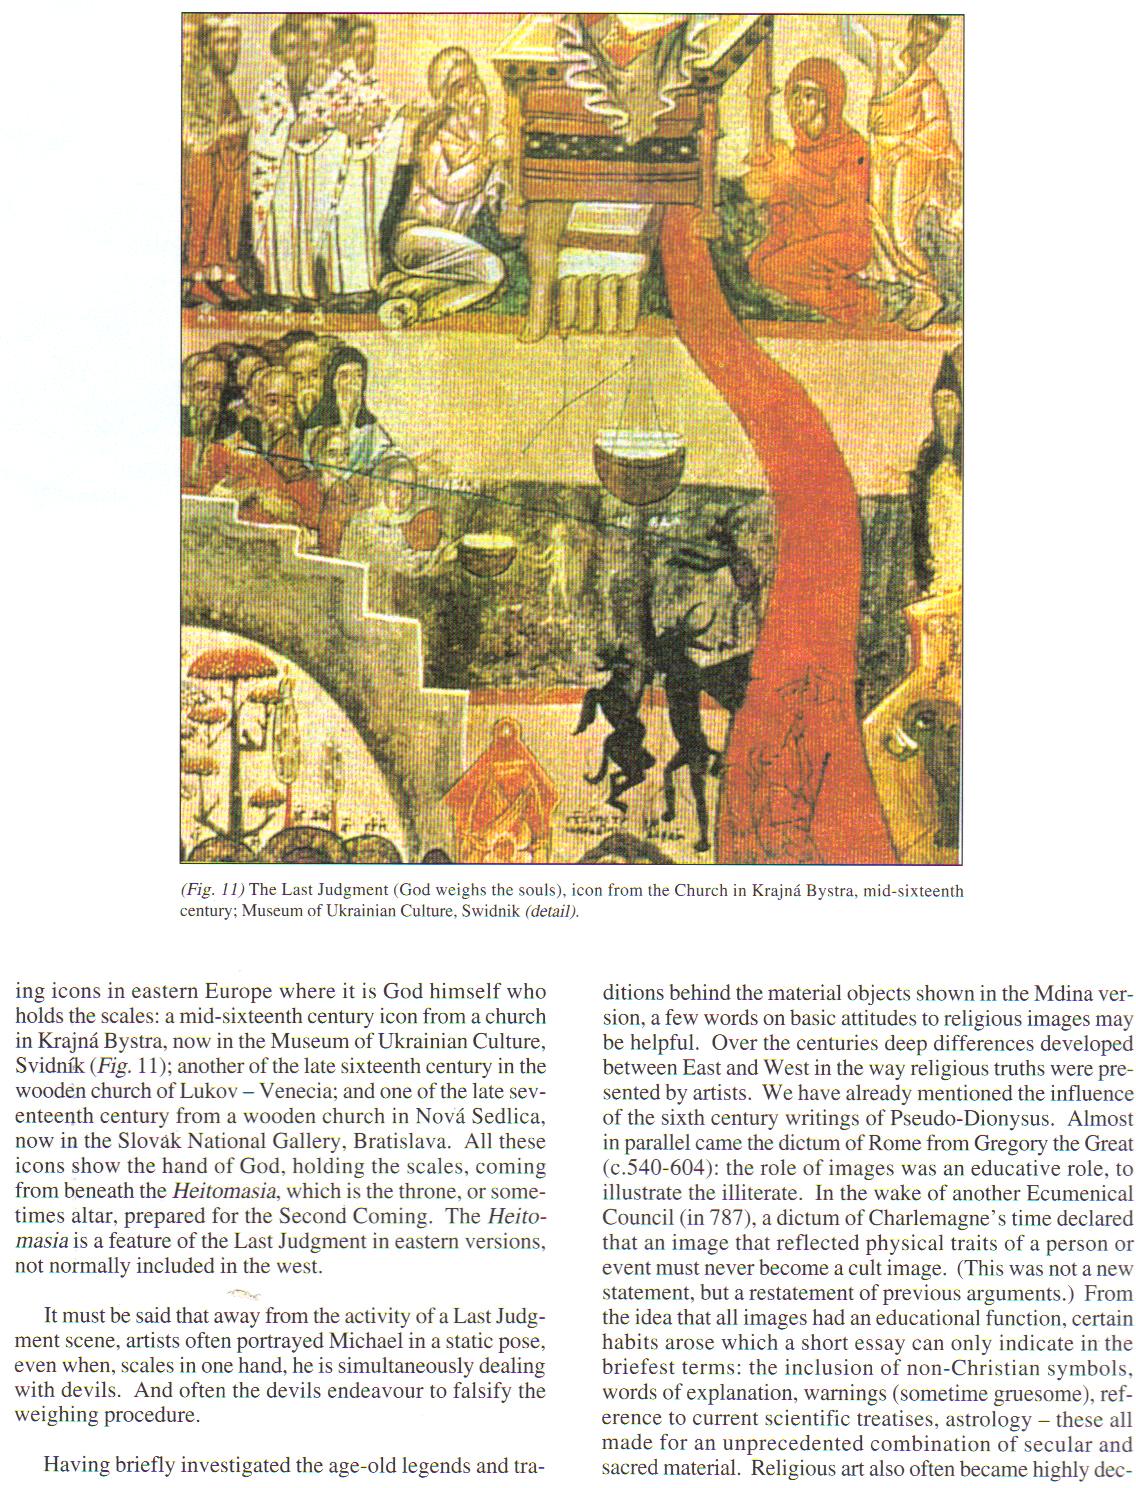 (Fig. 11) The Last Judgment (God weighs the souls), icon from the Church in Krajná Bystra, mid-sixteenth
century; Museum of Ukrainian Culture, Swidnik (detail).
ing icons in eastern Europe where it is God himself who
holds the scales: a mid-sixteenth century icon from a church
in Krajná Bystra, now in the Museum of Ukrainian Culture,
Svidník (Fig. 11); another of the late sixteenth century in the
wooden church of Lukov – Venecia; and one of the late sev-
enteenth century from a wooden church in Nová Sedlica,
now in the Slovak National Gallery, Bratislava. All these
icons show the hand of God, holding the scales, coming
from beneath the Heitomasia, which is the throne, or some-
times altar, prepared for the Second Coming. The Heito-
masia is a feature of the Last Judgment in eastern versions,
not normally included in the west.
It must be said that away from the activity of a Last Judg-
ment scene, artists often portrayed Michael in a static pose,
even when, scales in one hand, he is simultaneously dealing
with devils. And often the devils endeavour to falsify the
weighing procedure.
Having briefly investigated the age-old legends and tra-
ditions behind the material objects shown in the Mdina ver-
sion, a few words on basic attitudes to religious images may
be helpful. Over the centuries deep differences developed
between East and West in the way religious truths were pre-
sented by artists. We have already mentioned the influence
of the sixth century writings of Pseudo-Dionysus. Almost
in parallel came the dictum of Rome from Gregory the Great
(c.540-604): the role of images was an educative role, to
illustrate the illiterate. In the wake of another Ecumenical
Council (in 787), a dictum of Charlemagne's time declared
that an image that reflected physical traits of a person or
event must never become a cult image. (This was not a new
statement, but a restatement of previous arguments.) From
the idea that all images had an educational function, certain
habits arose which a short essay can only indicate in the
briefest terms: the inclusion of non-Christian symbols,
words of explanation, warnings (sometime gruesome), ref-
erence to current scientific treatises, astrology – these all
made for an unprecedented combination of secular and
sacred material. Religious art also often became highly dec-